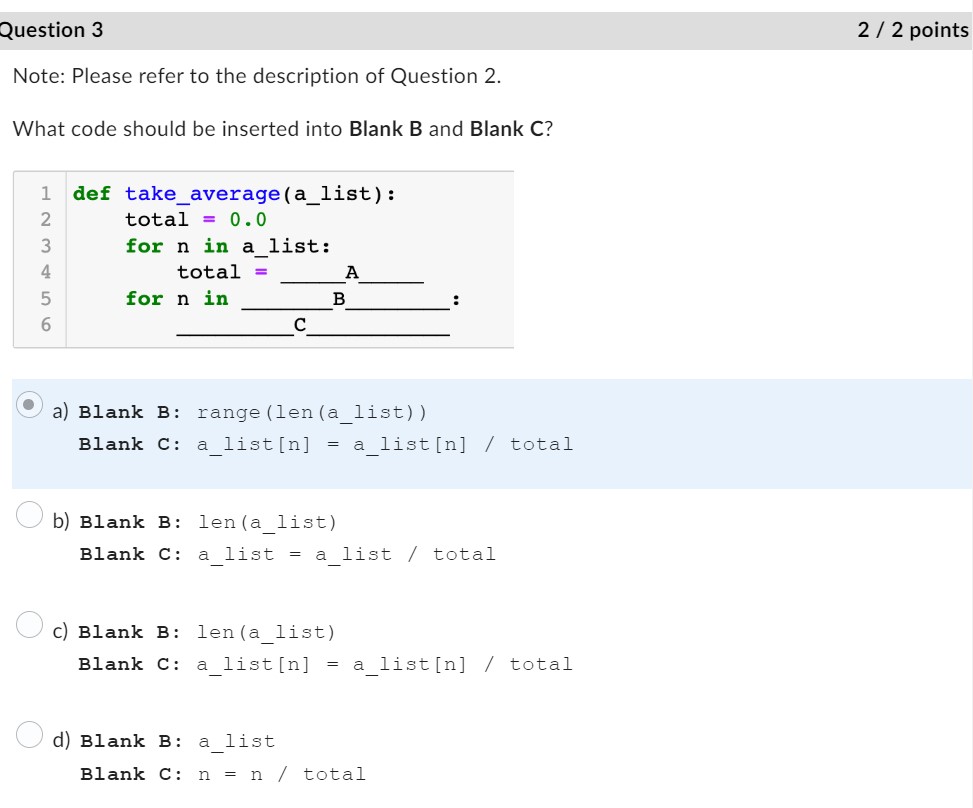 Question 3 2 / 2 points
Note: Please refer to the description of Question 2.
What code should be inserted into Blank B and Blank C?
1 def take_average(a_list):
2     total = 0.0
3     for n in a_list:
4         total = _____A_____
5     for n in _______B________:
6         _________C___________
a) Blank B: range(len(a_list))
Blank C: a_list[n] = a_list[n] / total
b) Blank B: len(a_list)
Blank C: a_list = a_list / total
c) Blank B: len(a_list)
Blank C: a_list[n] = a_list[n] / total
d) Blank B: a_list
Blank C: n = n / total